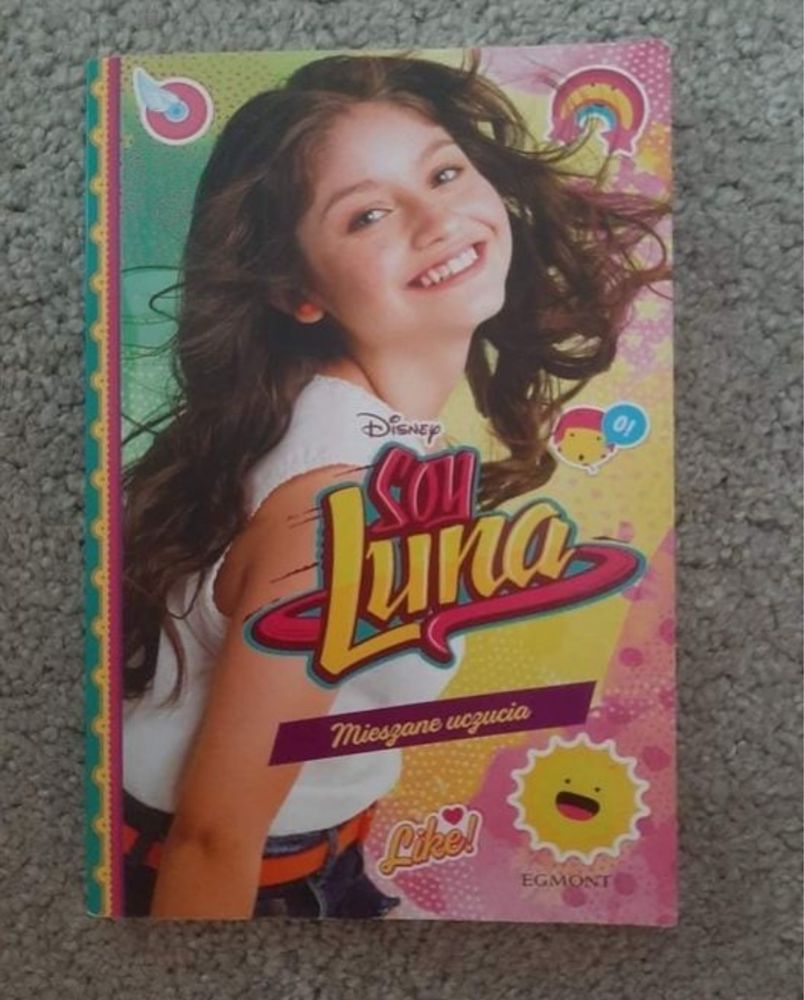 Disney
SOY
Luna
Mieszane uczucia
O!
Like!
EGMONT